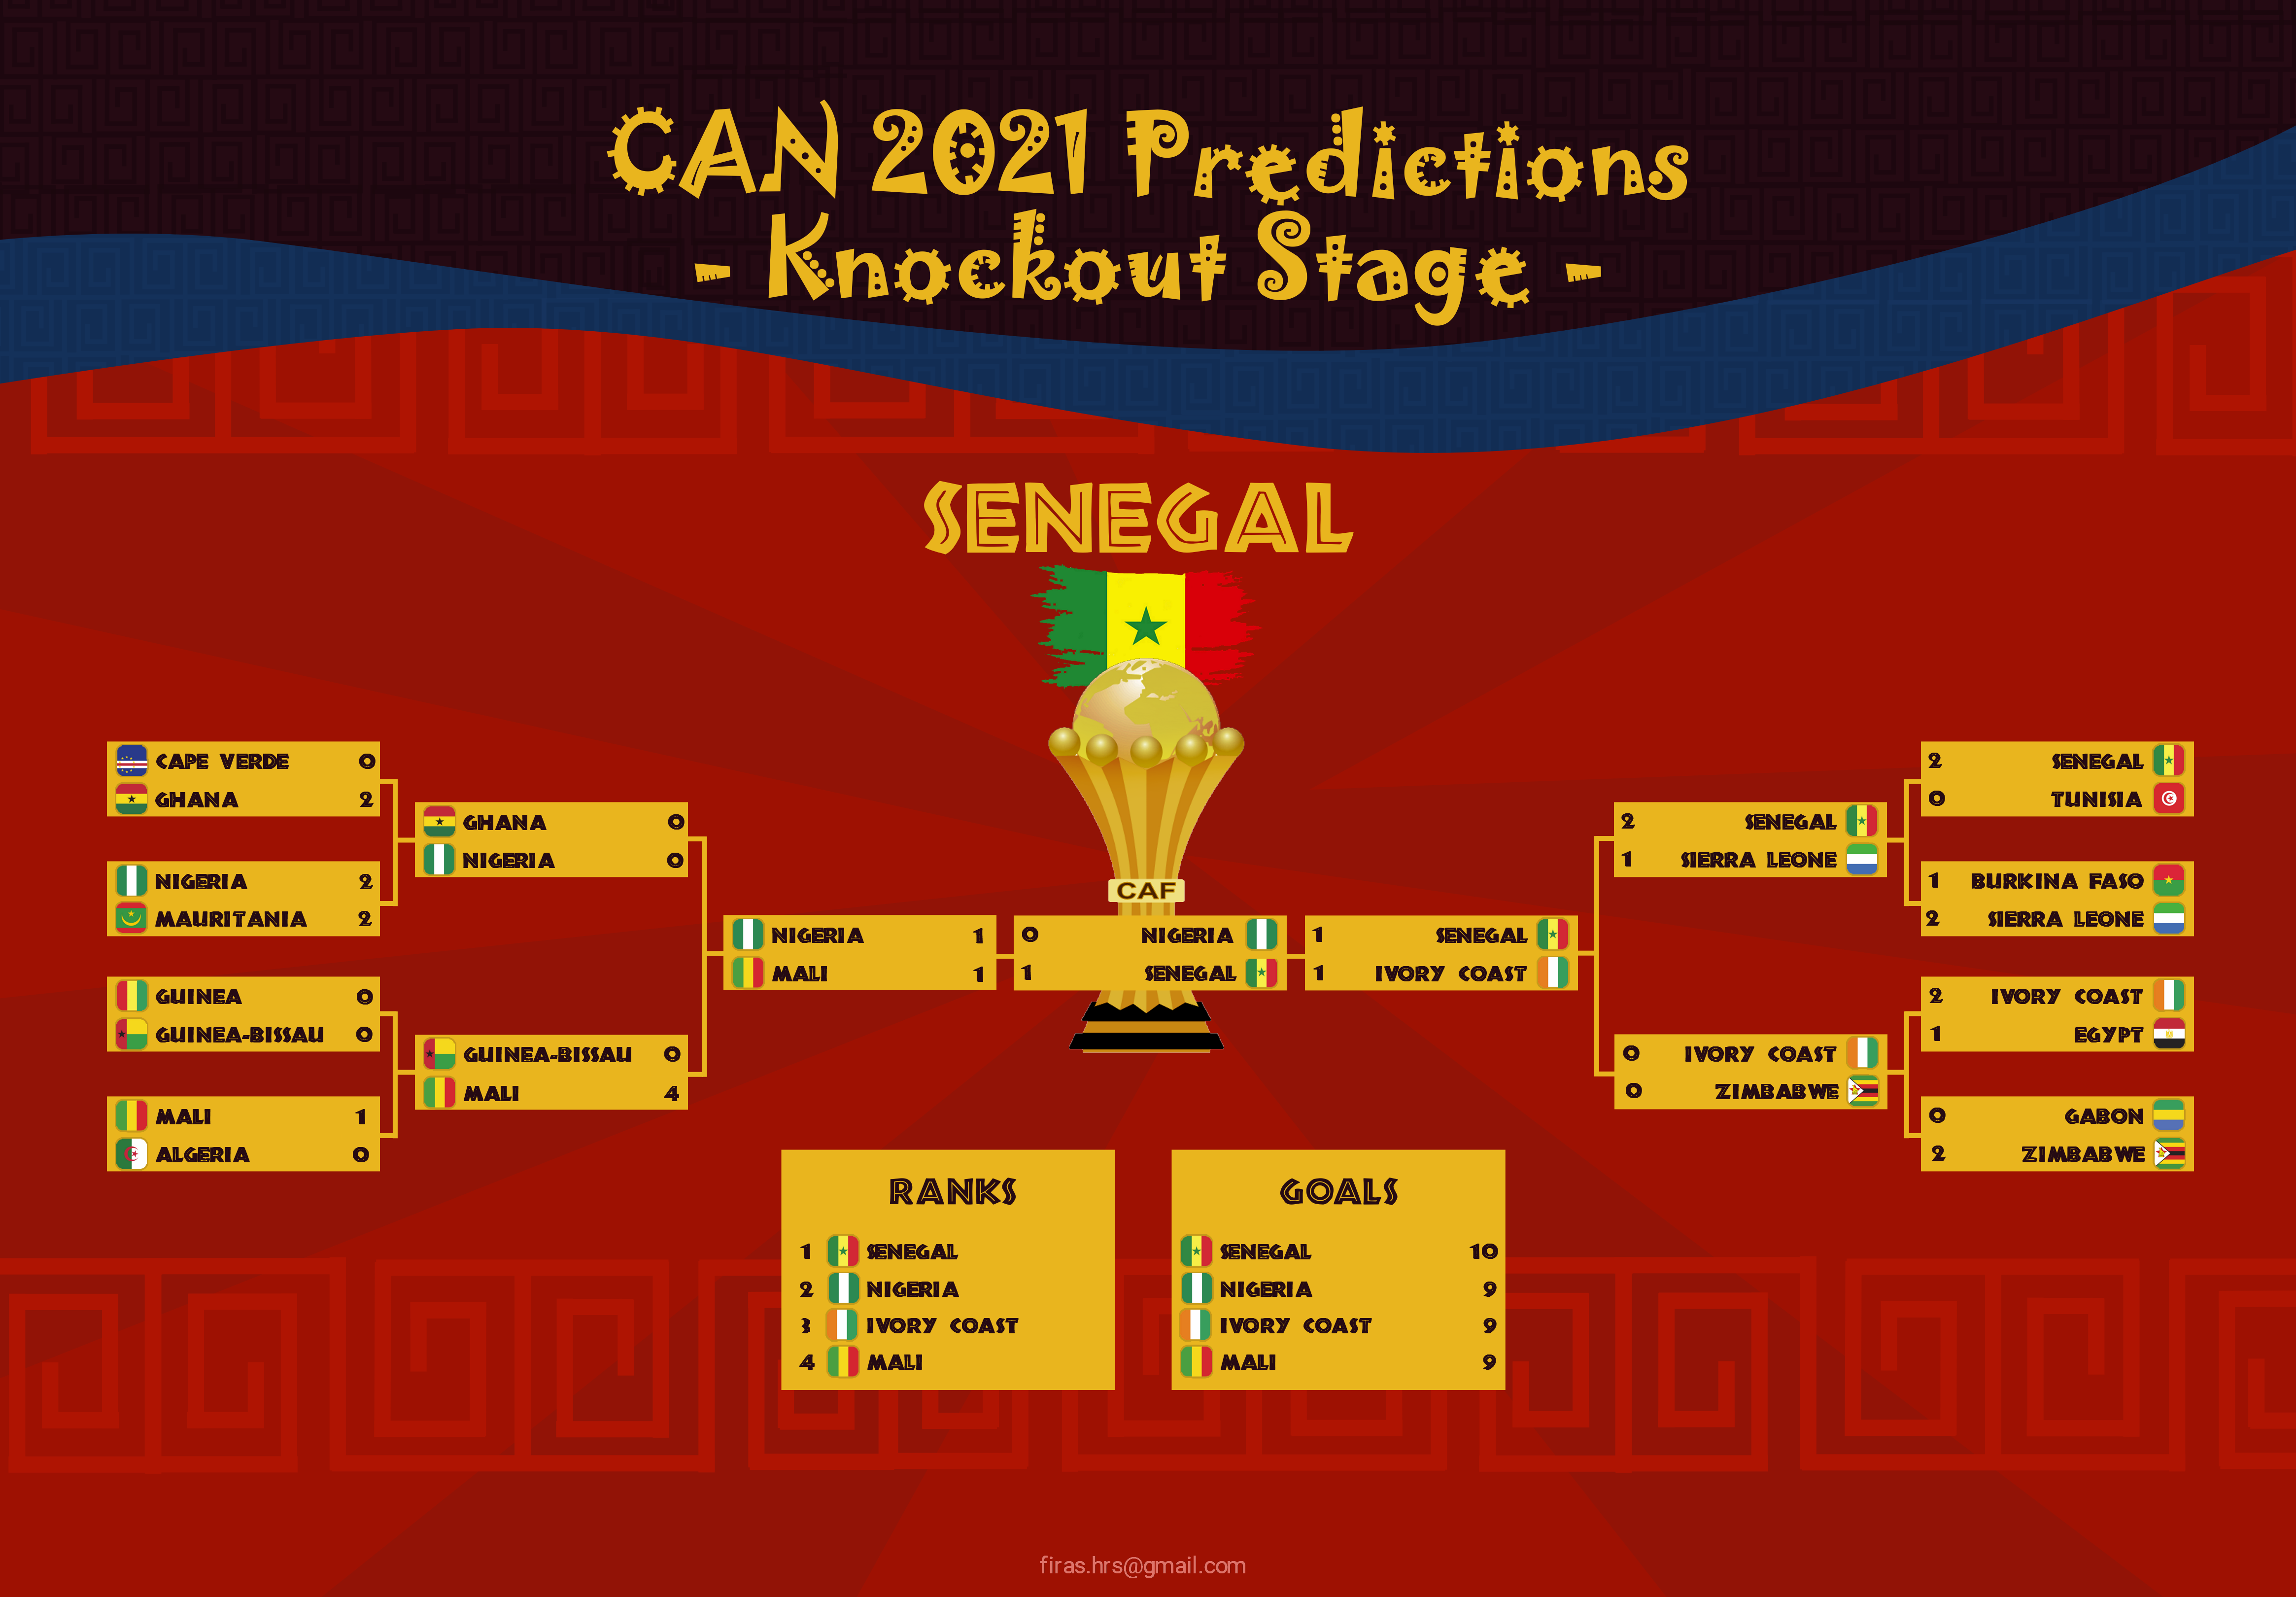 CAN 2021 Predictions
- Knockout Stage -
SENEGAL
CAF
CAPE VERDE 0
GHANA 2
NIGERIA 2
MAURITANIA 2
GUINEA 0
GUINEA-BISSAU 0
MALI 1
ALGERIA 0
GHANA 0
NIGERIA 0
GUINEA-BISSAU 0
MALI 4
NIGERIA 1
MALI 1
0 NIGERIA
1 SENEGAL
1 SENEGAL
1 IVORY COAST
2 SENEGAL
1 SIERRA LEONE
0 IVORY COAST
0 ZIMBABWE
2 SENEGAL
0 TUNISIA
1 BURKINA FASO
2 SIERRA LEONE
2 IVORY COAST
1 EGYPT
0 GABON
2 ZIMBABWE
RANKS
1 SENEGAL
2 NIGERIA
3 IVORY COAST
4 MALI
GOALS
SENEGAL 10
NIGERIA 9
IVORY COAST 9
MALI 9
firas.hrs@gmail.com